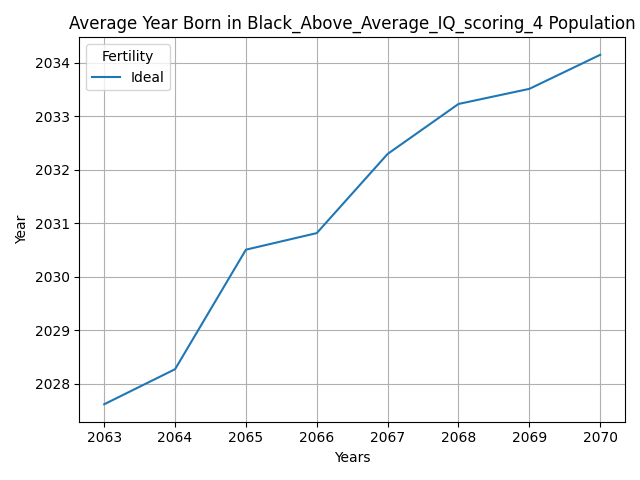 Average Year Born in Black_Above_Average_IQ_scoring_4 Population
Fertility
Ideal
2034
2033
2032
2031
2030
2029
2028
Year
2063 2064 2065 2066 2067 2068 2069 2070
Years